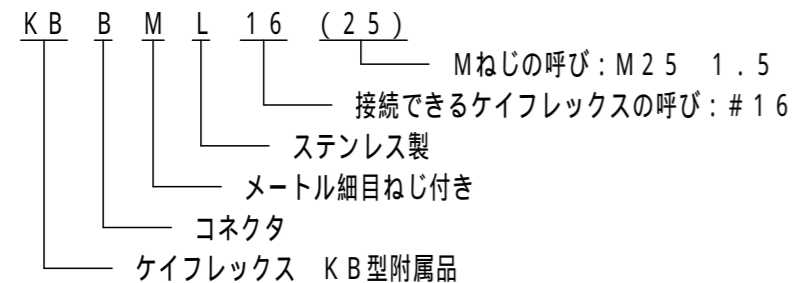 KB B M L 16 (25)
Mねじの呼び:M25 1.5
接続できるケイフレックスの呼び:#16
ステンレス製
メートル細目ねじ付き
コネクタ
ケイフレックス KB型附属品